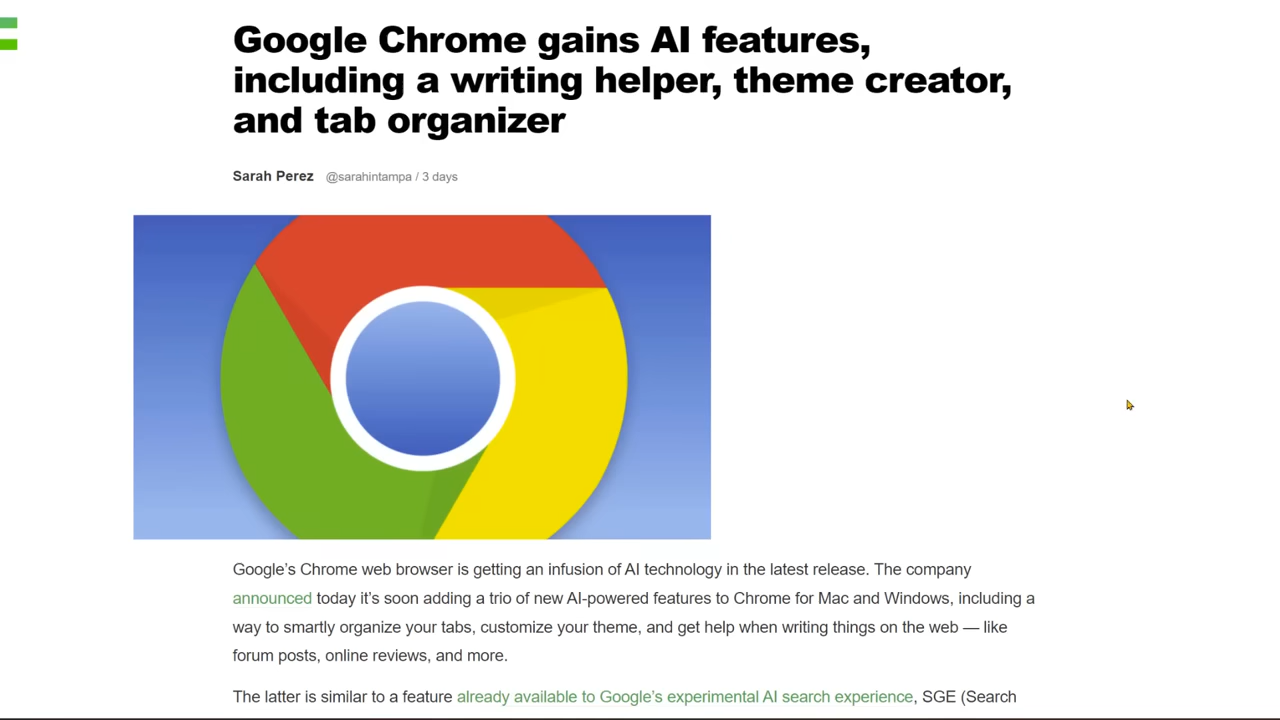 Google Chrome gains AI features,
including a writing helper, theme creator,
and tab organizer
Sarah Perez @sarahintampa / 3 days
Google’s Chrome web browser is getting an infusion of AI technology in the latest release. The company
announced today it’s soon adding a trio of new AI-powered features to Chrome for Mac and Windows, including a
way to smartly organize your tabs, customize your theme, and get help when writing things on the web — like
forum posts, online reviews, and more.
The latter is similar to a feature already available to Google’s experimental AI search experience, SGE (Search